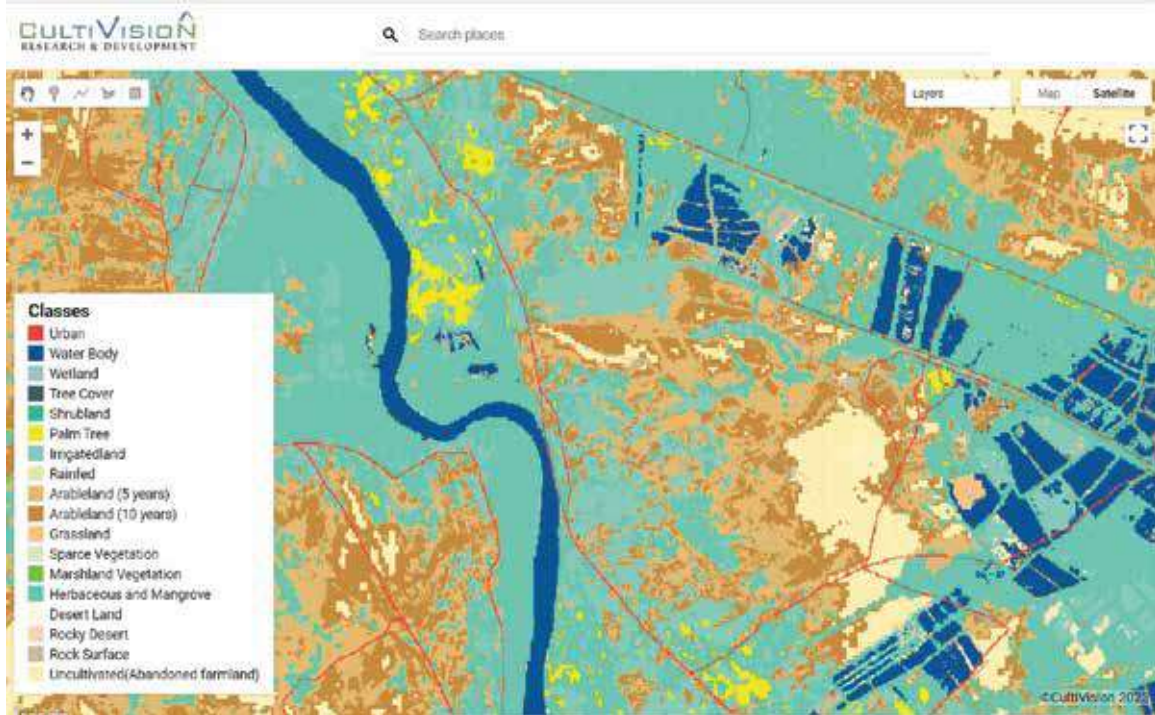 CULTIVISION
RESEARCH & DEVELOPMENT
Search places
Layers
Map
Satellite
+
−
Classes
Urban
Water Body
Wetland
Tree Cover
Shrubland
Palm Tree
Irrigatedland
Rainfed
Arableland (5 years)
Arableland (10 years)
Grassland
Sparce Vegetation
Marshland Vegetation
Herbaceous and Mangrove
Desert Land
Rocky Desert
Rock Surface
Uncultivated(Abandoned farmland)
©CultiVision